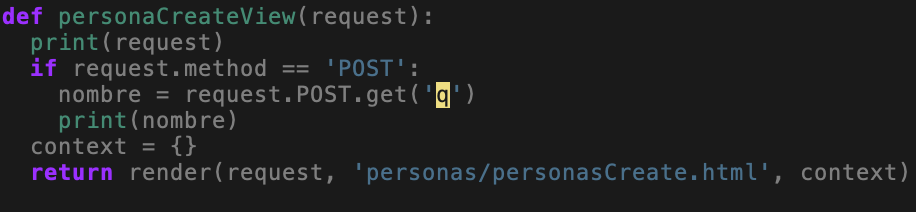 def personaCreateView(request):
  print(request)
  if request.method == 'POST':
    nombre = request.POST.get('q')
    print(nombre)
  context = {}
  return render(request, 'personas/personasCreate.html', context)